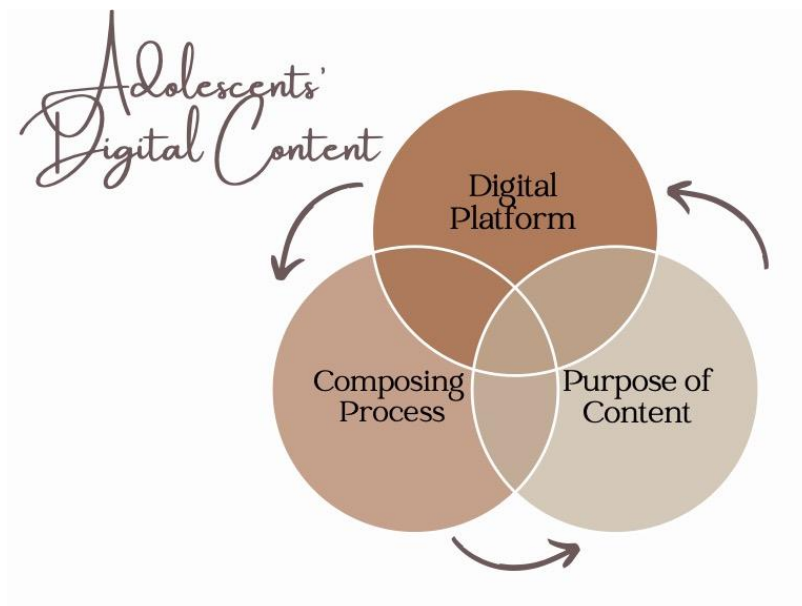 Adolescents'
Digital Content
Digital
Platform
Composing
Process
Purpose of
Content